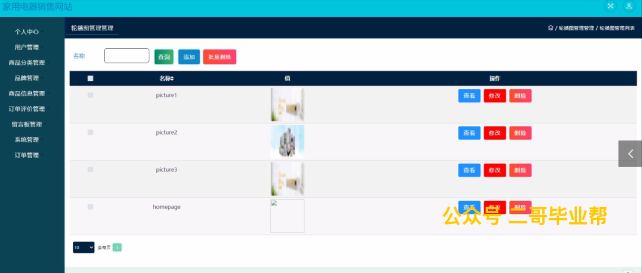 家用电器销售网站
个人中心
用户管理
商品分类管理
品牌管理
商品信息管理
订单评价管理
留言板管理
系统管理
订单管理
轮播图管理管理
/ 轮播图管理管理 / 轮播图管理列表
名称
查询 添加 批量删除
名称 值 操作
picture1 查看 修改 删除
picture2 查看 修改 删除
picture3 查看 修改 删除
homepage 查看 修改 删除
公众号 二哥毕业帮
10 1